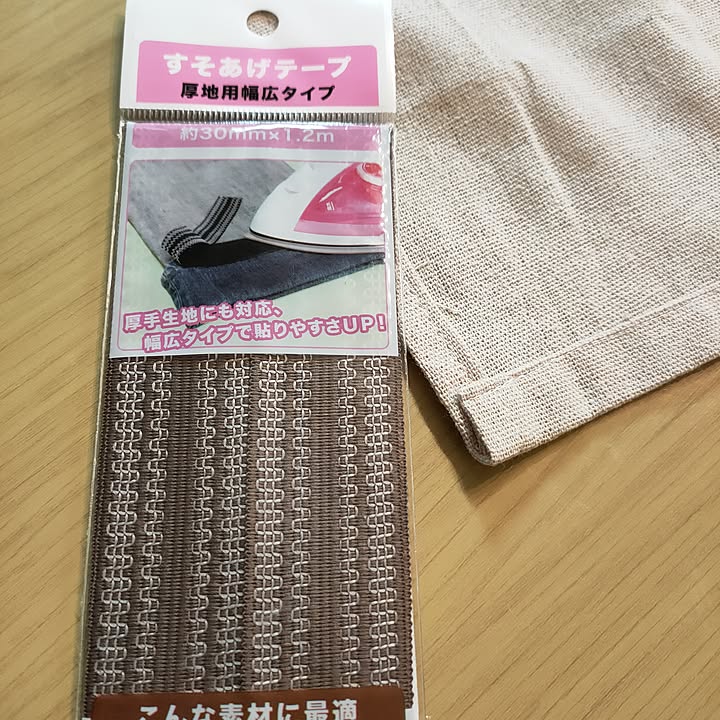 すそあげテープ
厚地用幅広タイプ
約30mm×1.2m
厚手生地にも対応、
幅広タイプで貼りやすさUP!
こんな素材に最適